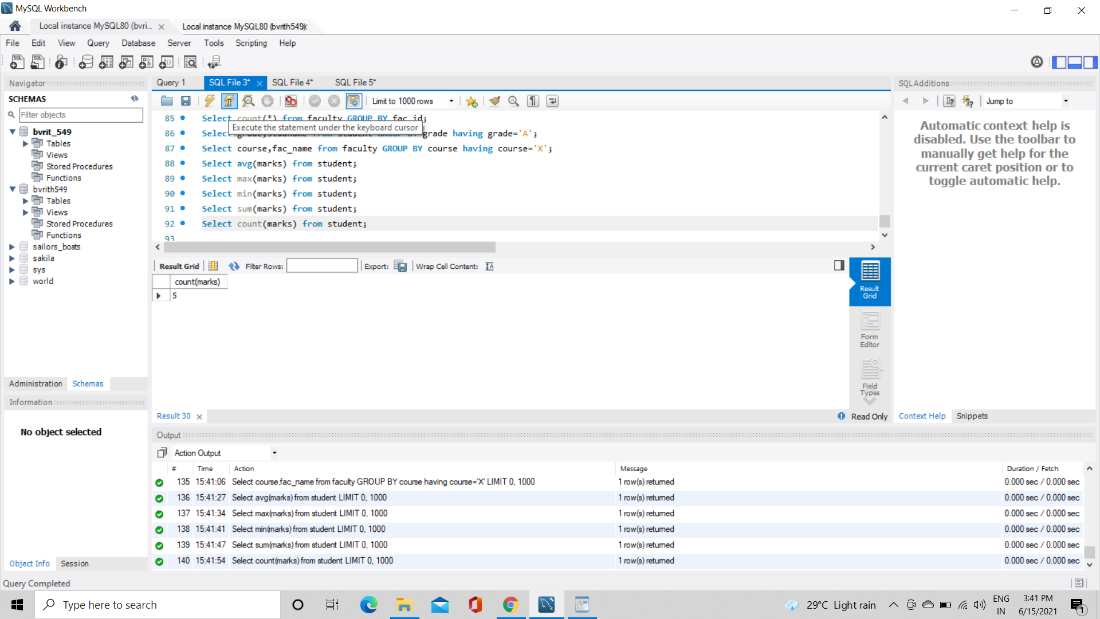 MySQL Workbench
Local instance MySQL80 (bvri... × Local instance MySQL80 (bvrith549)
File Edit View Query Database Server Tools Scripting Help
Navigator
SCHEMAS
Filter objects
bvrit_549
Tables
Views
Stored Procedures
Functions
bvrith549
Tables
Views
Stored Procedures
Functions
sailors_boats
sakila
sys
world
Administration Schemas
Information
No object selected
Object Info Session
Query 1 SQL File 3* × SQL File 4* SQL File 5*
Limit to 1000 rows
85 Select count(*) from faculty GROUP BY fac_id;
Execute the statement under the keyboard cursor
86 Select grade having grade='A';
87 Select course,fac_name from faculty GROUP BY course having course='X';
88 Select avg(marks) from student;
89 Select max(marks) from student;
90 Select min(marks) from student;
91 Select sum(marks) from student;
92 Select count(marks) from student;
93
Result Grid Filter Rows: Export: Wrap Cell Content:
count(marks)
5
Result Grid
Form Editor
Field Types
Result 30 × Read Only
SQLAdditions
Jump to
Automatic context help is
disabled. Use the toolbar to
manually get help for the
current caret position or to
toggle automatic help.
Context Help Snippets
Output
Action Output
# Time Action Message Duration / Fetch
135 15:41:06 Select course,fac_name from faculty GROUP BY course having course='X' LIMIT 0, 1000 1 row(s) returned 0.000 sec / 0.000 sec
136 15:41:27 Select avg(marks) from student LIMIT 0, 1000 1 row(s) returned 0.000 sec / 0.000 sec
137 15:41:34 Select max(marks) from student LIMIT 0, 1000 1 row(s) returned 0.000 sec / 0.000 sec
138 15:41:41 Select min(marks) from student LIMIT 0, 1000 1 row(s) returned 0.000 sec / 0.000 sec
139 15:41:47 Select sum(marks) from student LIMIT 0, 1000 1 row(s) returned 0.000 sec / 0.000 sec
140 15:41:54 Select count(marks) from student LIMIT 0, 1000 1 row(s) returned 0.000 sec / 0.000 sec
Query Completed
Type here to search
29°C Light rain
ENG
IN
3:41 PM
6/15/2021
1